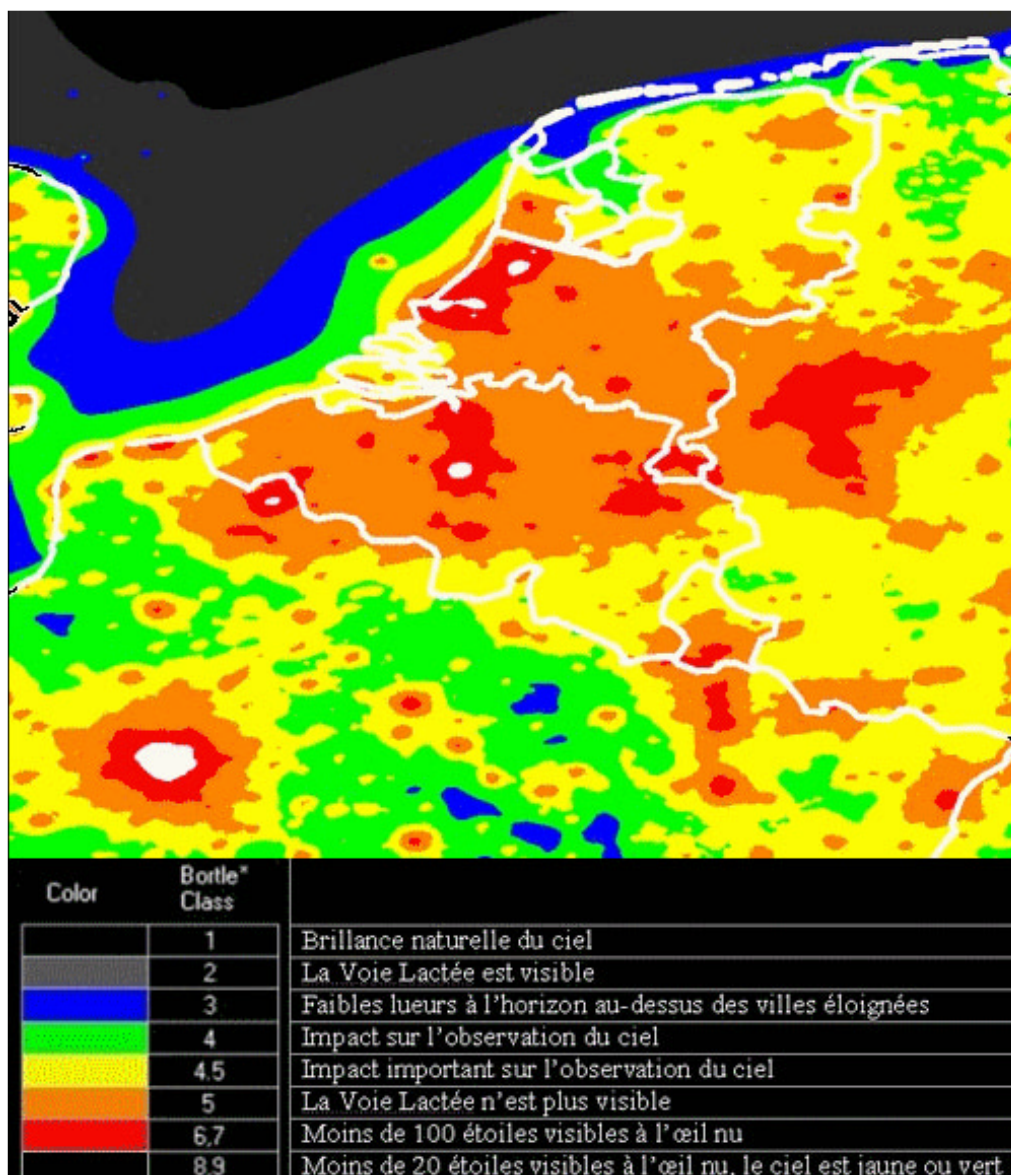 Color Bortle* Class
1 Brillance naturelle du ciel
2 La Voie Lactée est visible
3 Faibles lueurs à l'horizon au-dessus des villes éloignées
4 Impact sur l'observation du ciel
4.5 Impact important sur l'observation du ciel
5 La Voie Lactée n'est plus visible
6,7 Moins de 100 étoiles visibles à l'œil nu
8,9 Moins de 20 étoiles visibles à l'œil nu, le ciel est jaune ou vert